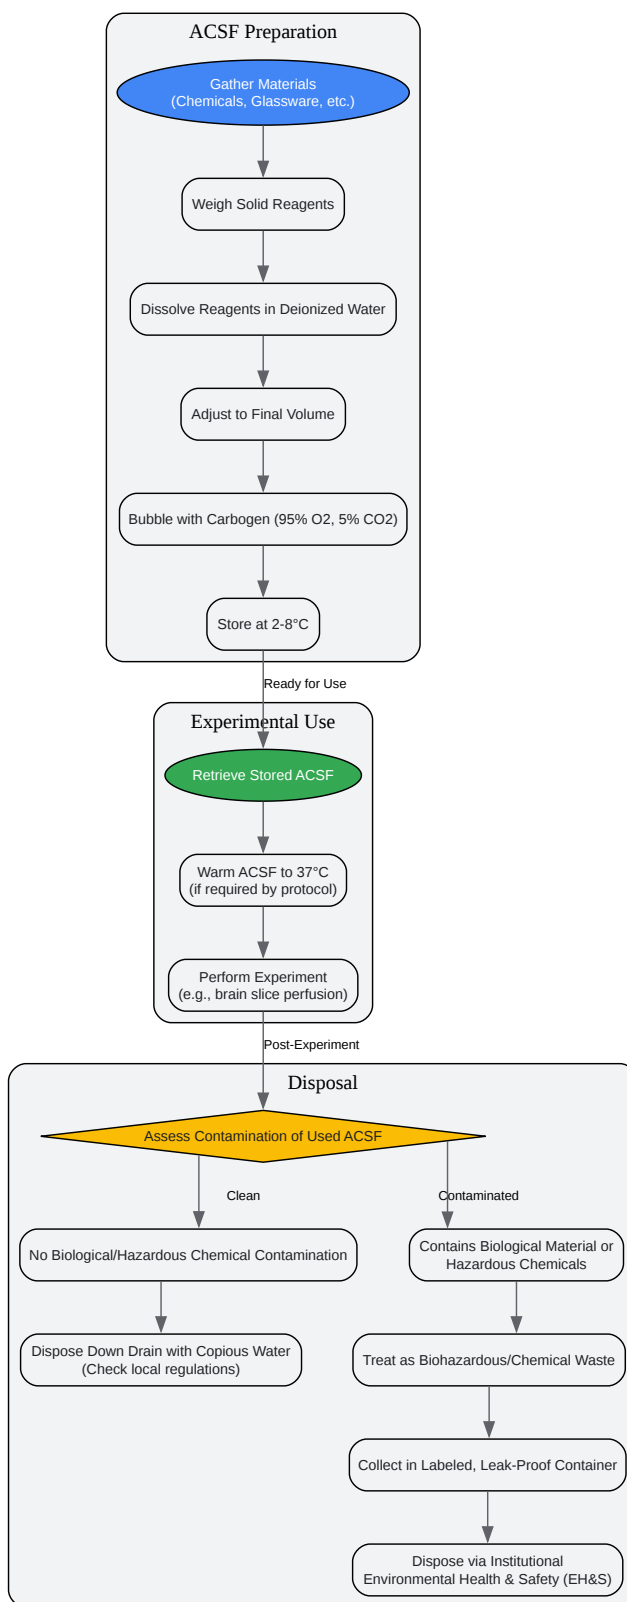 ACSF Preparation
Gather Materials
(Chemicals, Glassware, etc.)
Weigh Solid Reagents
Dissolve Reagents in Deionized Water
Adjust to Final Volume
Bubble with Carbogen (95% O2, 5% CO2)
Store at 2-8°C
Ready for Use
Experimental Use
Retrieve Stored ACSF
Warm ACSF to 37°C
(if required by protocol)
Perform Experiment
(e.g., brain slice perfusion)
Post-Experiment
Disposal
Assess Contamination of Used ACSF
Clean
Contaminated
No Biological/Hazardous Chemical Contamination
Contains Biological Material or
Hazardous Chemicals
Dispose Down Drain with Copious Water
(Check local regulations)
Treat as Biohazardous/Chemical Waste
Collect in Labeled, Leak-Proof Container
Dispose via Institutional
Environmental Health & Safety (EH&S)